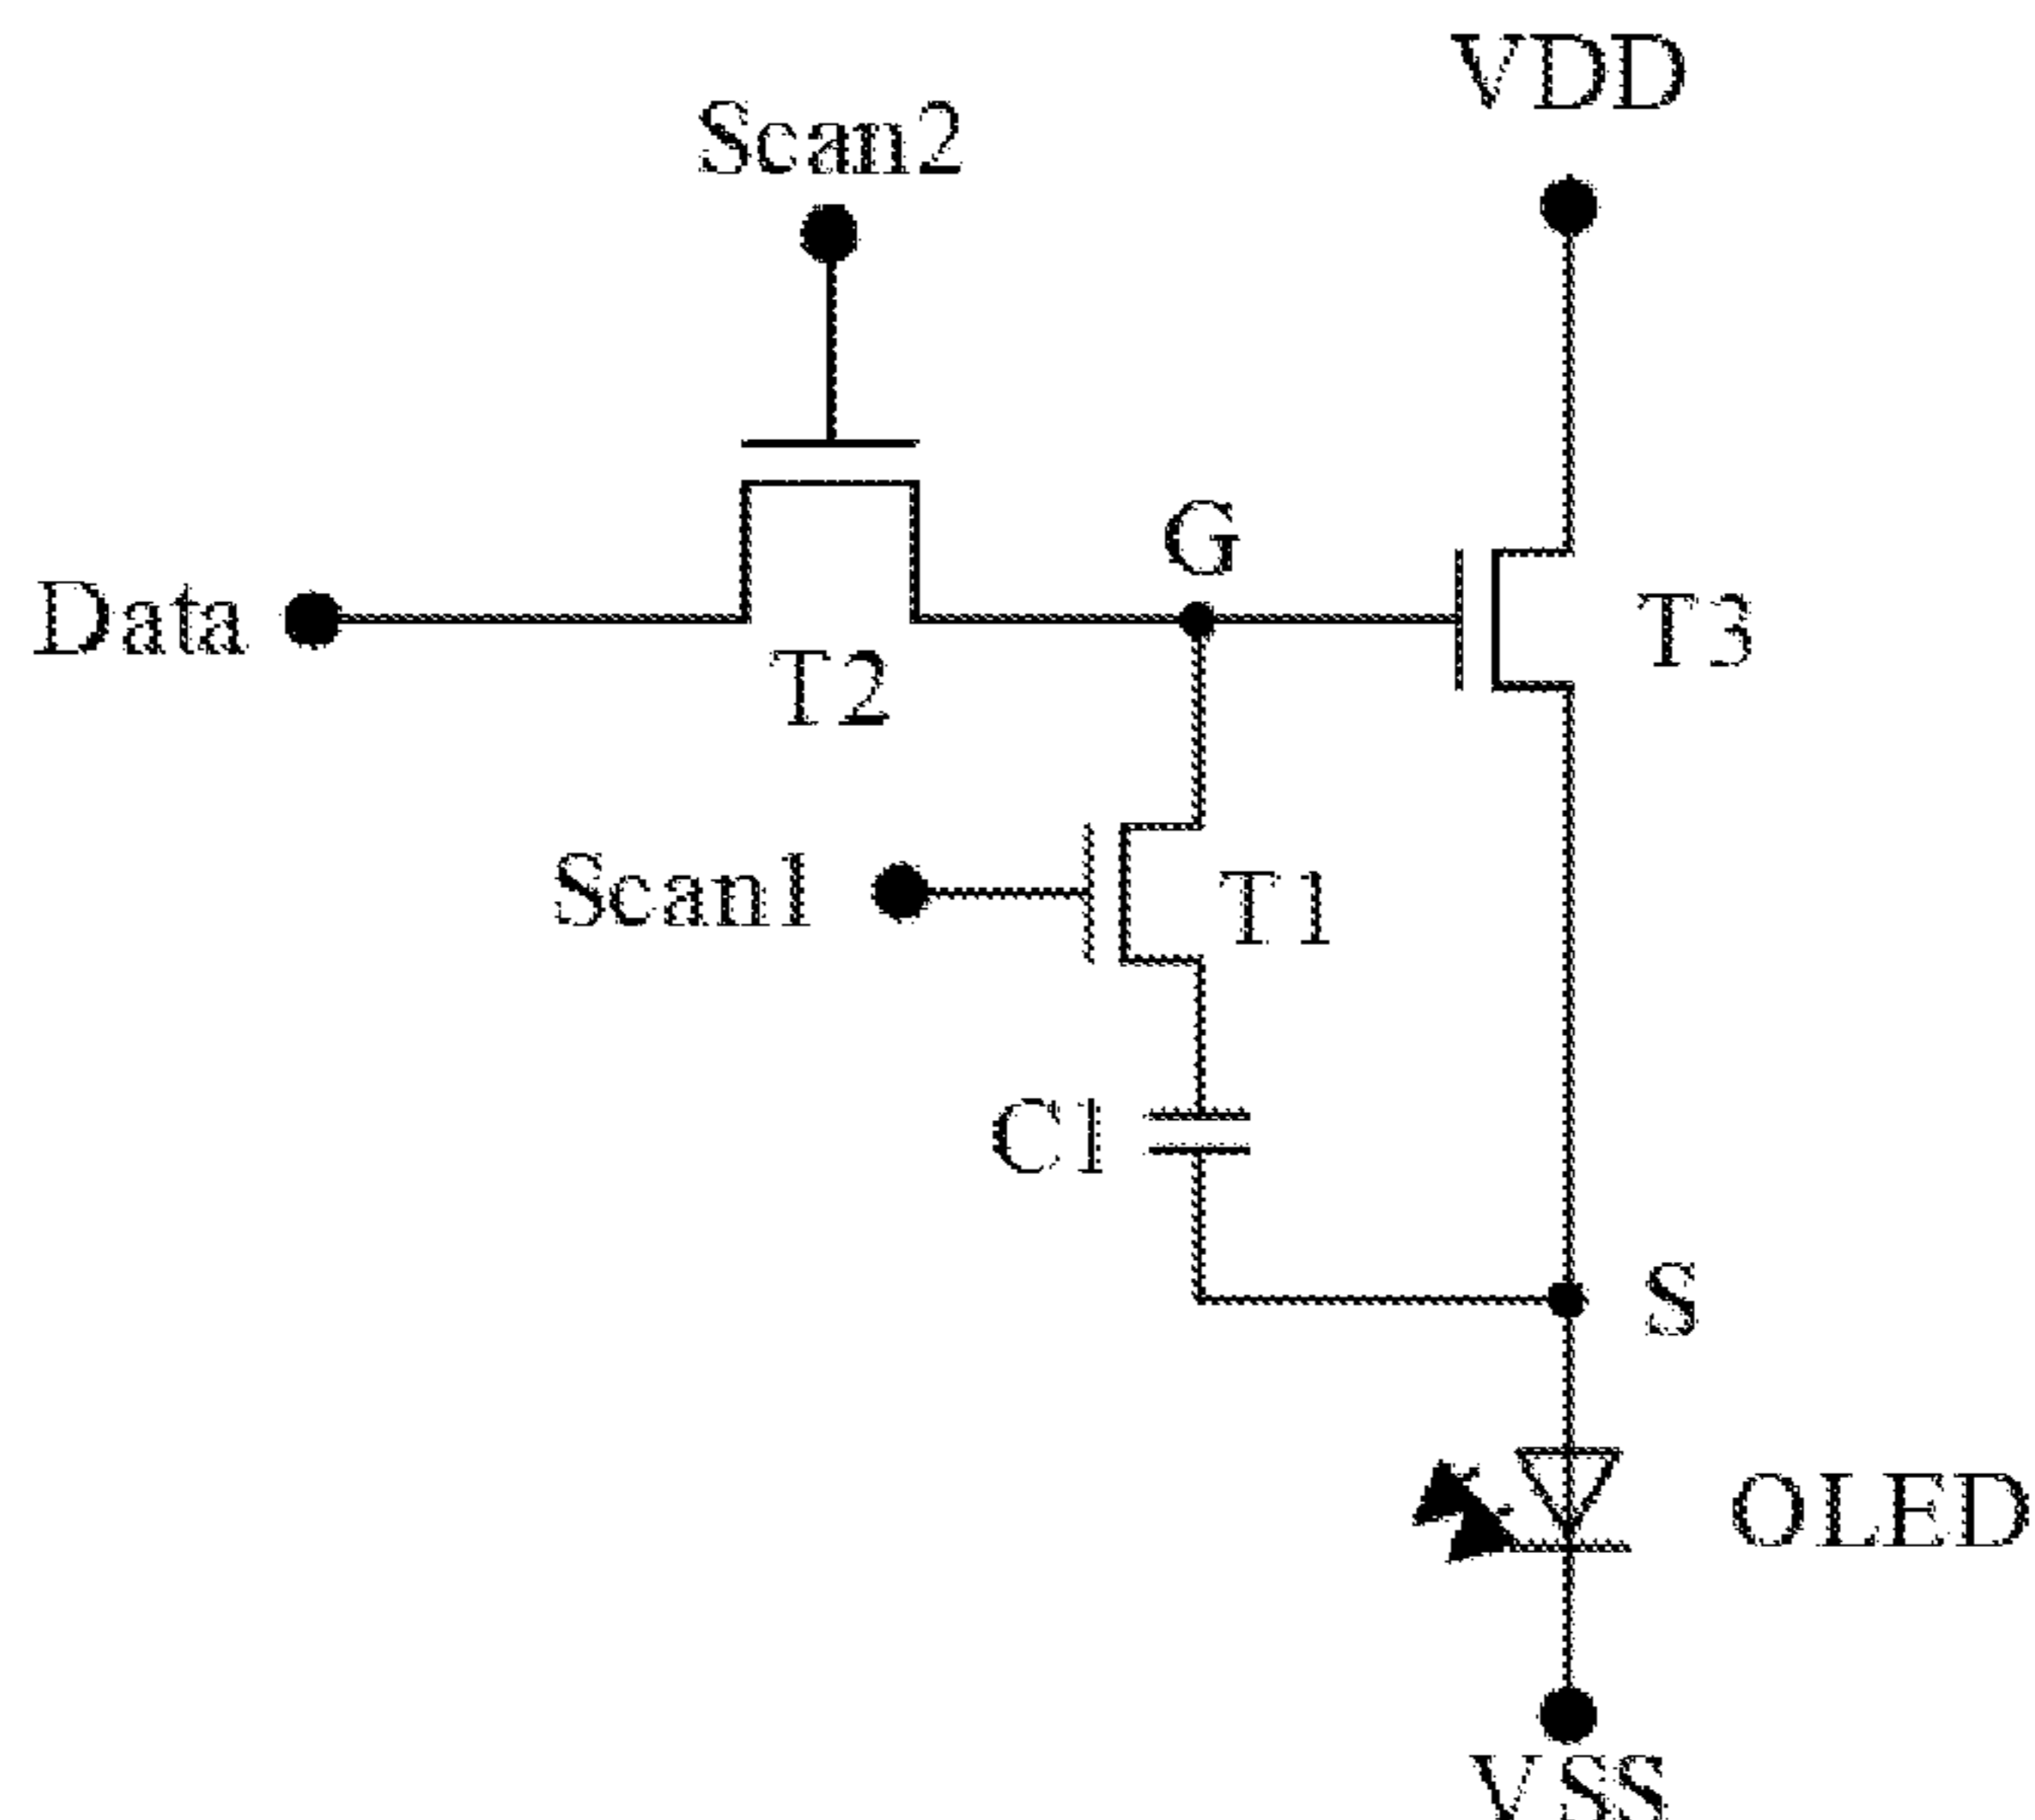 VDD
Scan2
G
Data
T3
T2
Scan1
T1
C1
S
OLED
VSS